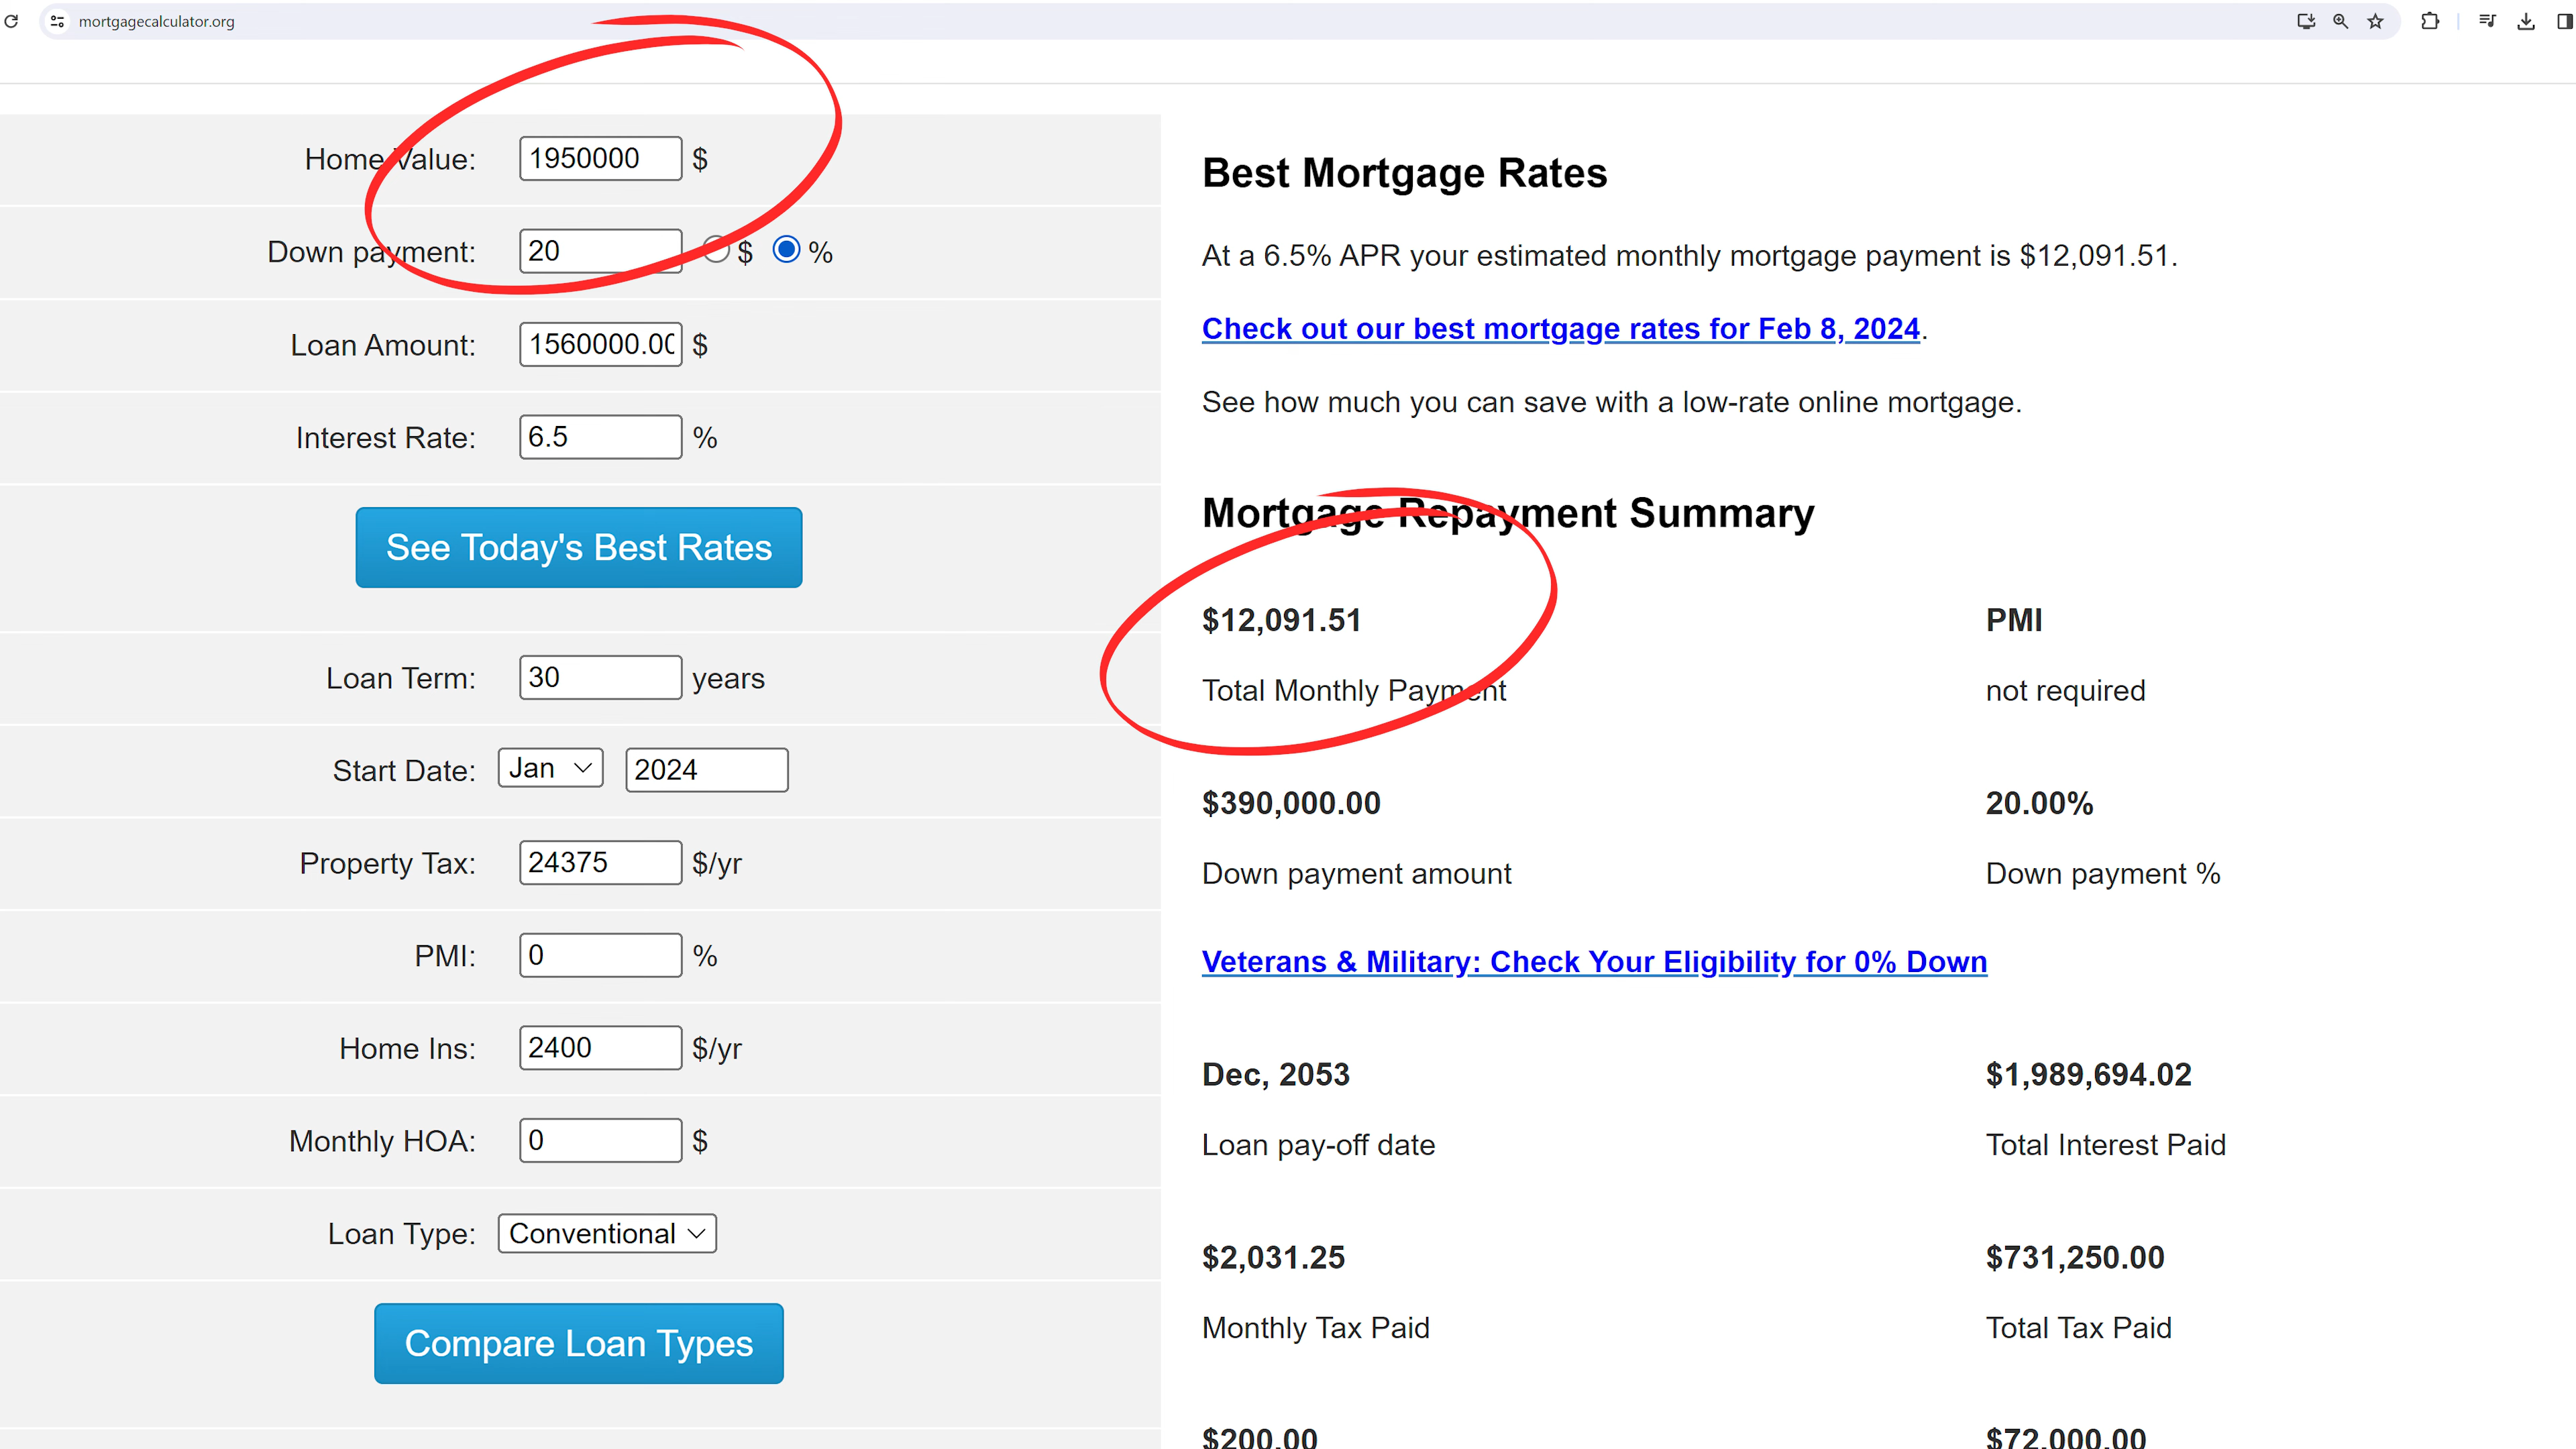 mortgagecalculator.org
Home Value: 1950000 $
Down payment: 20 $ %
Loan Amount: 1560000.00 $
Interest Rate: 6.5 %
See Today's Best Rates
Loan Term: 30 years
Start Date: Jan 2024
Property Tax: 24375 $/yr
PMI: 0 %
Home Ins: 2400 $/yr
Monthly HOA: 0 $
Loan Type: Conventional
Compare Loan Types
Best Mortgage Rates
At a 6.5% APR your estimated monthly mortgage payment is $12,091.51.
Check out our best mortgage rates for Feb 8, 2024.
See how much you can save with a low-rate online mortgage.
Mortgage Repayment Summary
$12,091.51 PMI
Total Monthly Payment not required
$390,000.00 20.00%
Down payment amount Down payment %
Veterans & Military: Check Your Eligibility for 0% Down
Dec, 2053 $1,989,694.02
Loan pay-off date Total Interest Paid
$2,031.25 $731,250.00
Monthly Tax Paid Total Tax Paid
$200.00 $72,000.00